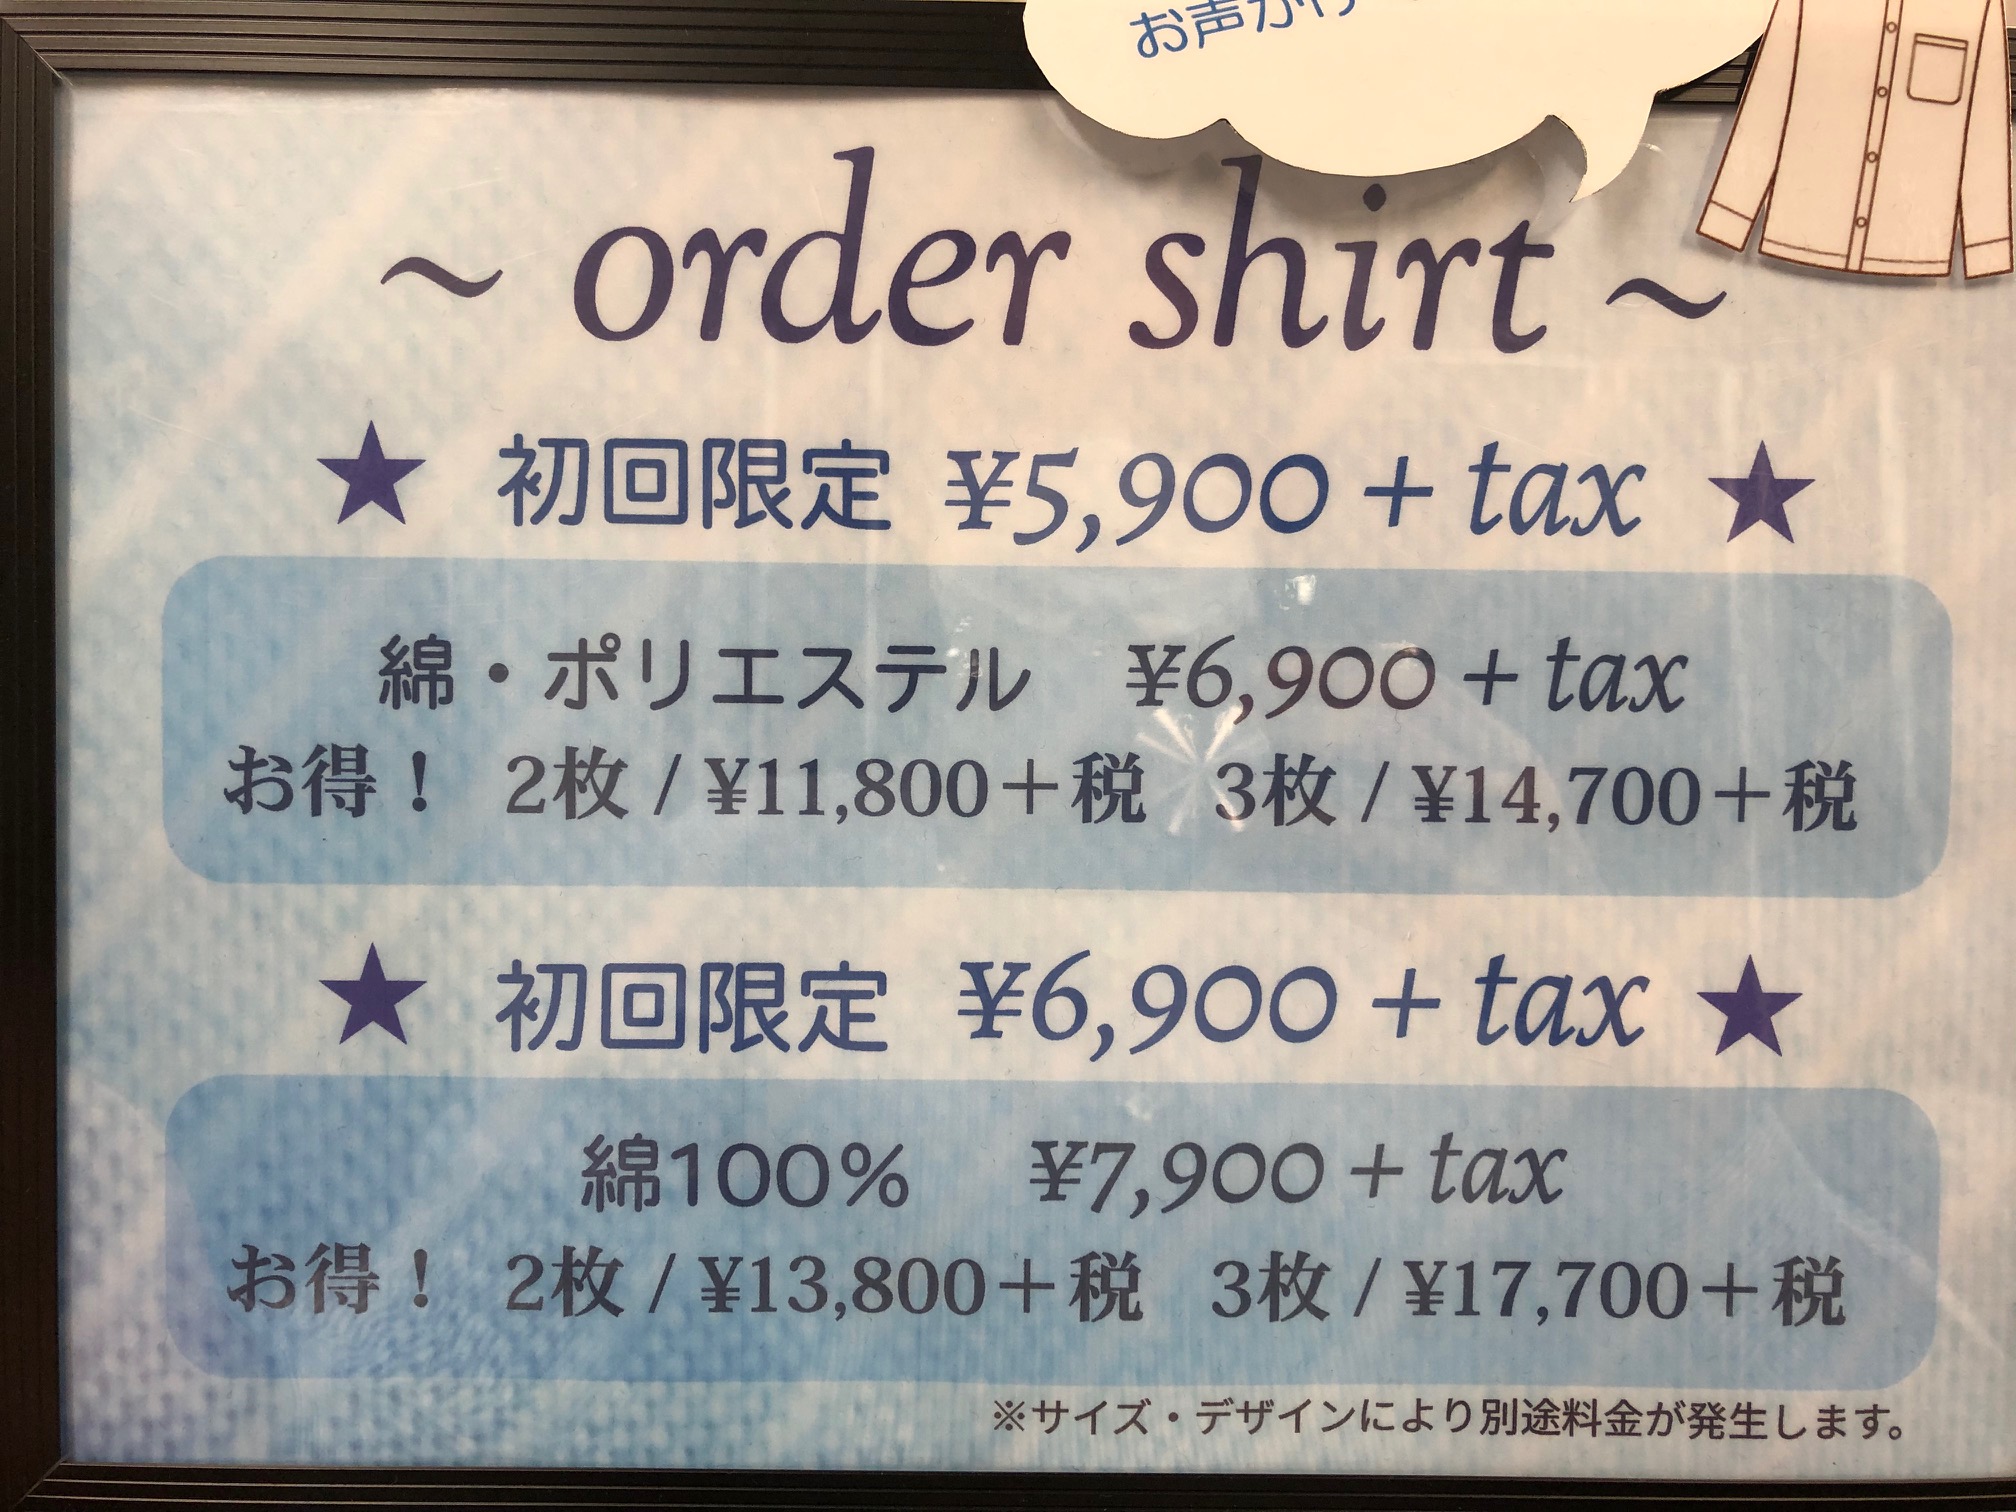 お声がけ
~ order shirt ~
★ 初回限定 ¥5,900 + tax ★
綿・ポリエステル ¥6,900 + tax
お得！ 2枚 / ¥11,800＋税 3枚 / ¥14,700＋税
★ 初回限定 ¥6,900 + tax ★
綿100% ¥7,900 + tax
お得！ 2枚 / ¥13,800＋税 3枚 / ¥17,700＋税
※サイズ・デザインにより別途料金が発生します。